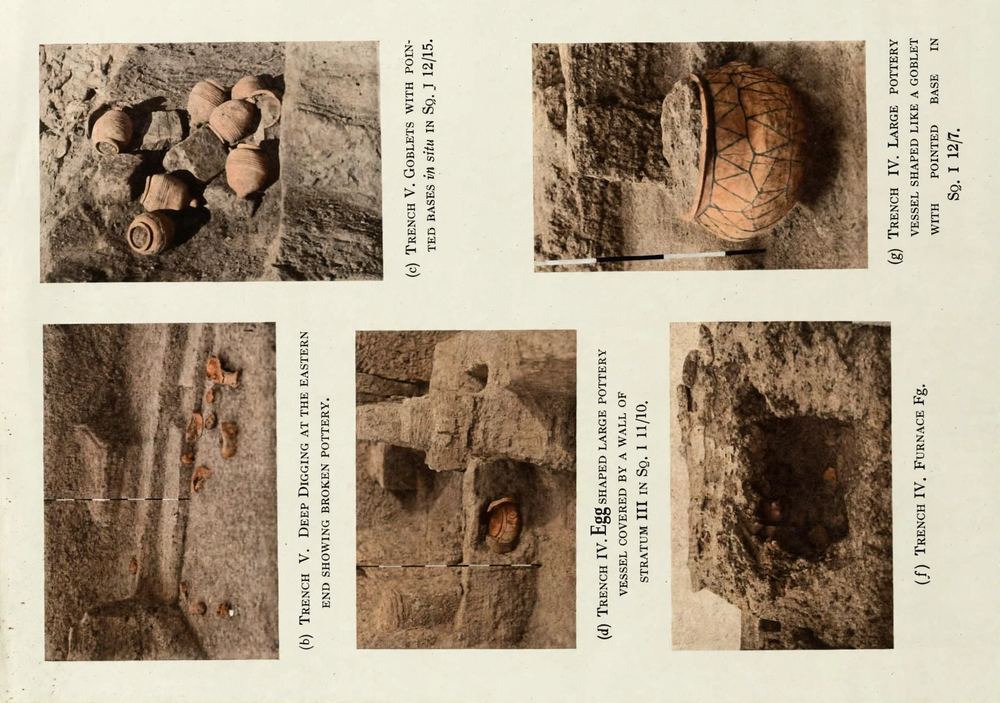 (b) TRENCH V. DEEP DIGGING AT THE EASTERN
END SHOWING BROKEN POTTERY.
(c) TRENCH V. GOBLETS WITH POIN-
TED BASES in situ IN SQ. J 12/15.
(d) TRENCH IV. Egg SHAPED LARGE POTTERY
VESSEL COVERED BY A WALL OF
STRATUM III IN SQ. I 11/10.
(f) TRENCH IV. FURNACE Fg.
(g) TRENCH IV. LARGE POTTERY
VESSEL SHAPED LIKE A GOBLET
WITH POINTED BASE IN
SQ. I 12/7.